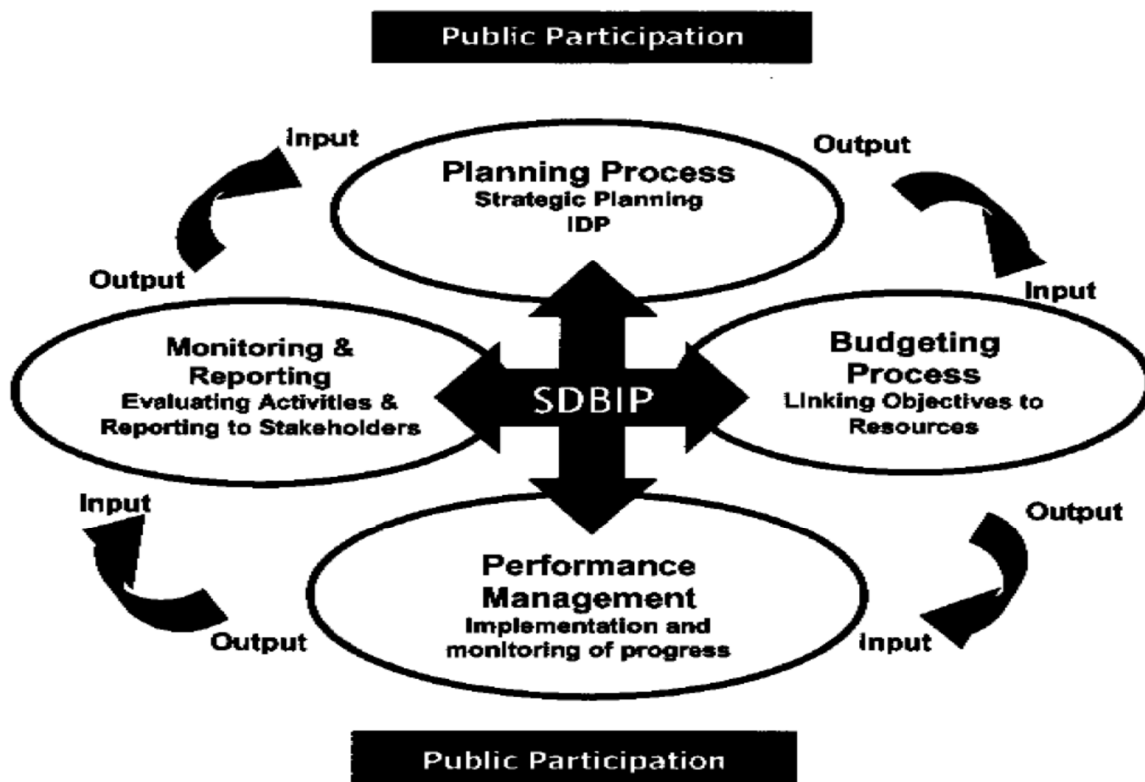 Public Participation
Input
Output
Planning Process
Strategic Planning
IDP
Output
Input
Monitoring &
Reporting
Evaluating Activities &
Reporting to Stakeholders
SDBIP
Budgeting
Process
Linking Objectives to
Resources
Input
Output
Performance
Management
Implementation and
monitoring of progress
Output
Input
Public Participation